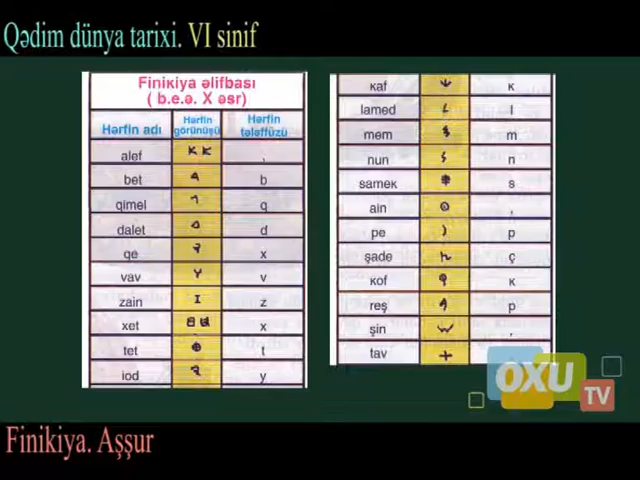 Qədim dünya tarixi. VI sinif
Finiкiya əlifbası
( b.e.ə. X əsr)
Hərfin adı Hərfin görünüşü Hərfin tələffüzü
alef ,
bet b
qimel q
dalet d
qe x
vav v
zain z
xet x
tet t
iod y
кaf к
lamed l
mem m
nun n
sameк s
ain ,
pe p
şade ç
кof к
reş p
şin ,
tav
OXU TV
Finikiya. Aşşur